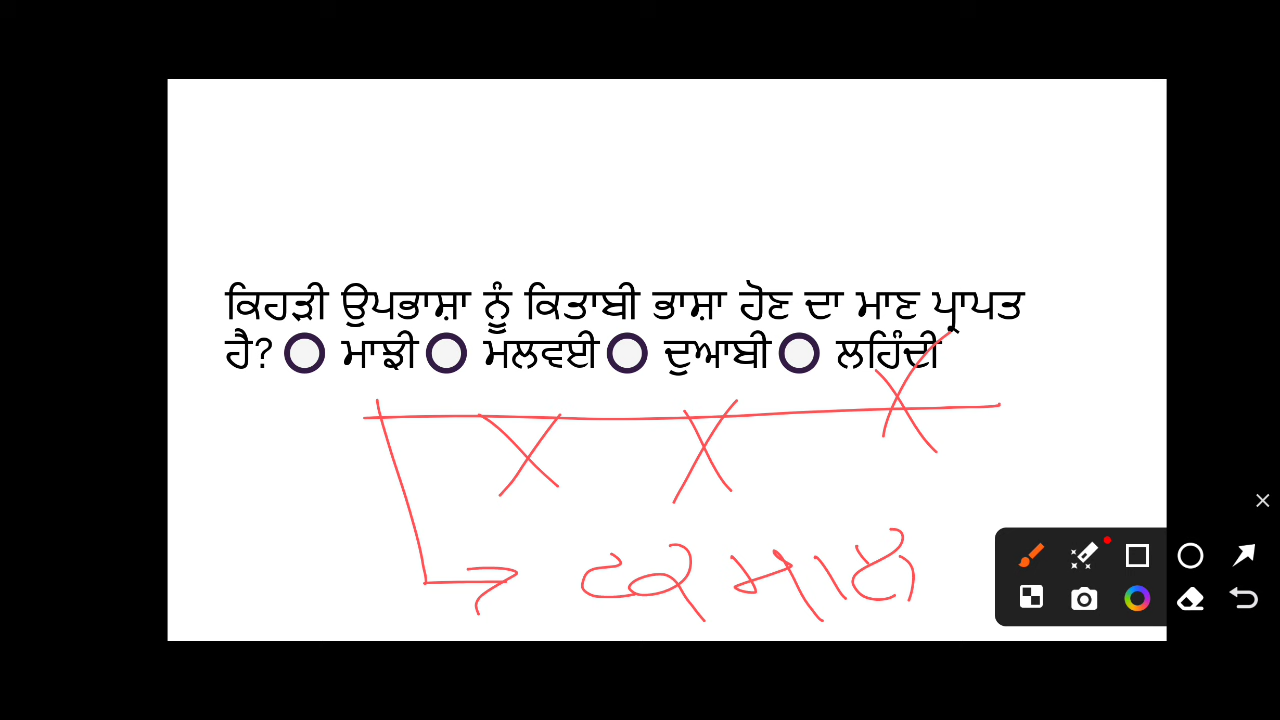 ਕਿਹੜੀ ਉਪਭਾਸ਼ਾ ਨੂੰ ਕਿਤਾਬੀ ਭਾਸ਼ਾ ਹੋਣ ਦਾ ਮਾਣ ਪ੍ਰਾਪਤ
ਹੈ? ਮਾਝੀ ਮਲਵਈ ਦੁਆਬੀ ਲਹਿੰਦੀ